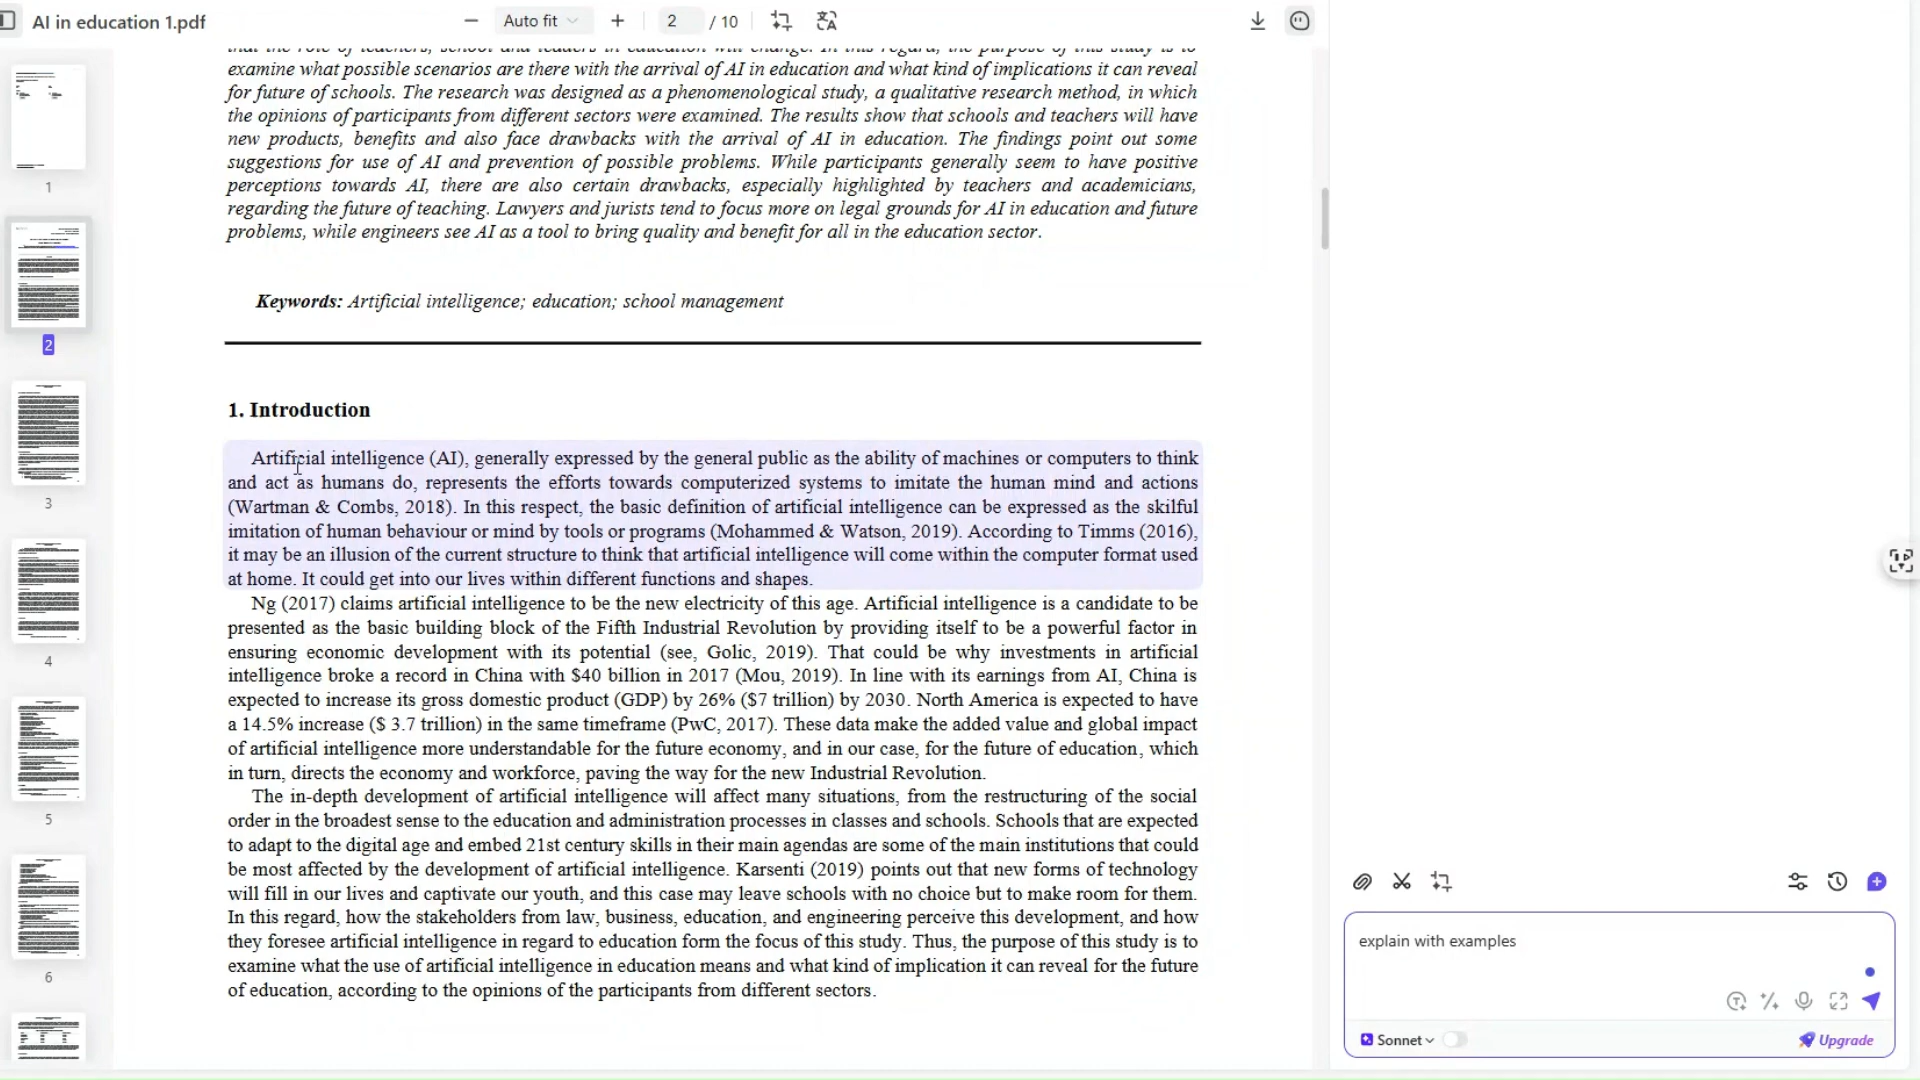 AI in education 1.pdf
Auto fit
2 / 10
that the role of teachers, school and leaders in education will change. In this regard, the purpose of this study is to
examine what possible scenarios are there with the arrival of AI in education and what kind of implications it can reveal
for future of schools. The research was designed as a phenomenological study, a qualitative research method, in which
the opinions of participants from different sectors were examined. The results show that schools and teachers will have
new products, benefits and also face drawbacks with the arrival of AI in education. The findings point out some
suggestions for use of AI and prevention of possible problems. While participants generally seem to have positive
perceptions towards AI, there are also certain drawbacks, especially highlighted by teachers and academicians,
regarding the future of teaching. Lawyers and jurists tend to focus more on legal grounds for AI in education and future
problems, while engineers see AI as a tool to bring quality and benefit for all in the education sector.
Keywords: Artificial intelligence; education; school management
1. Introduction
Artificial intelligence (AI), generally expressed by the general public as the ability of machines or computers to think
and act as humans do, represents the efforts towards computerized systems to imitate the human mind and actions
(Wartman & Combs, 2018). In this respect, the basic definition of artificial intelligence can be expressed as the skilful
imitation of human behaviour or mind by tools or programs (Mohammed & Watson, 2019). According to Timms (2016),
it may be an illusion of the current structure to think that artificial intelligence will come within the computer format used
at home. It could get into our lives within different functions and shapes.
Ng (2017) claims artificial intelligence to be the new electricity of this age. Artificial intelligence is a candidate to be
presented as the basic building block of the Fifth Industrial Revolution by providing itself to be a powerful factor in
ensuring economic development with its potential (see, Golic, 2019). That could be why investments in artificial
intelligence broke a record in China with $40 billion in 2017 (Mou, 2019). In line with its earnings from AI, China is
expected to increase its gross domestic product (GDP) by 26% ($7 trillion) by 2030. North America is expected to have
a 14.5% increase ($ 3.7 trillion) in the same timeframe (PwC, 2017). These data make the added value and global impact
of artificial intelligence more understandable for the future economy, and in our case, for the future of education, which
in turn, directs the economy and workforce, paving the way for the new Industrial Revolution.
The in-depth development of artificial intelligence will affect many situations, from the restructuring of the social
order in the broadest sense to the education and administration processes in classes and schools. Schools that are expected
to adapt to the digital age and embed 21st century skills in their main agendas are some of the main institutions that could
be most affected by the development of artificial intelligence. Karsenti (2019) points out that new forms of technology
will fill in our lives and captivate our youth, and this case may leave schools with no choice but to make room for them.
In this regard, how the stakeholders from law, business, education, and engineering perceive this development, and how
they foresee artificial intelligence in regard to education form the focus of this study. Thus, the purpose of this study is to
examine what the use of artificial intelligence in education means and what kind of implication it can reveal for the future
of education, according to the opinions of the participants from different sectors.
1
2
3
4
5
6
explain with examples
Sonnet
Upgrade